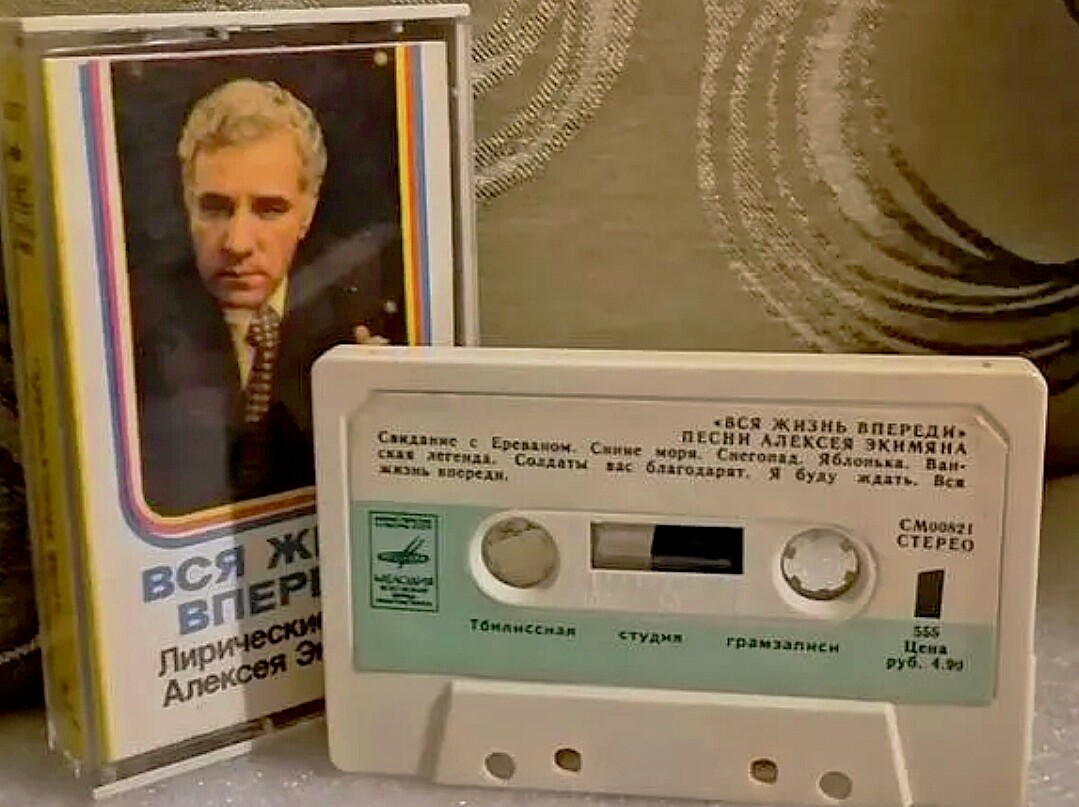 ВСЯ
ВПЕР
Лирически
Алексея
«ВСЯ ЖИЗНЬ ВПЕРЕДИ»
ПЕСНИ АЛЕКСЕЯ ЭКИМЯНА
Свидание с Ереваном. Синие моря. Снегопад. Яблонька. Ван-
ская легенда. Солдаты вас благодарят. Я буду ждать. Вся
жизнь впереди.
МЕЛОДИЯ
СМ00821
СТЕРЕО
Тбилисская студия грамзаписи
555
Цена
руб. 4.90